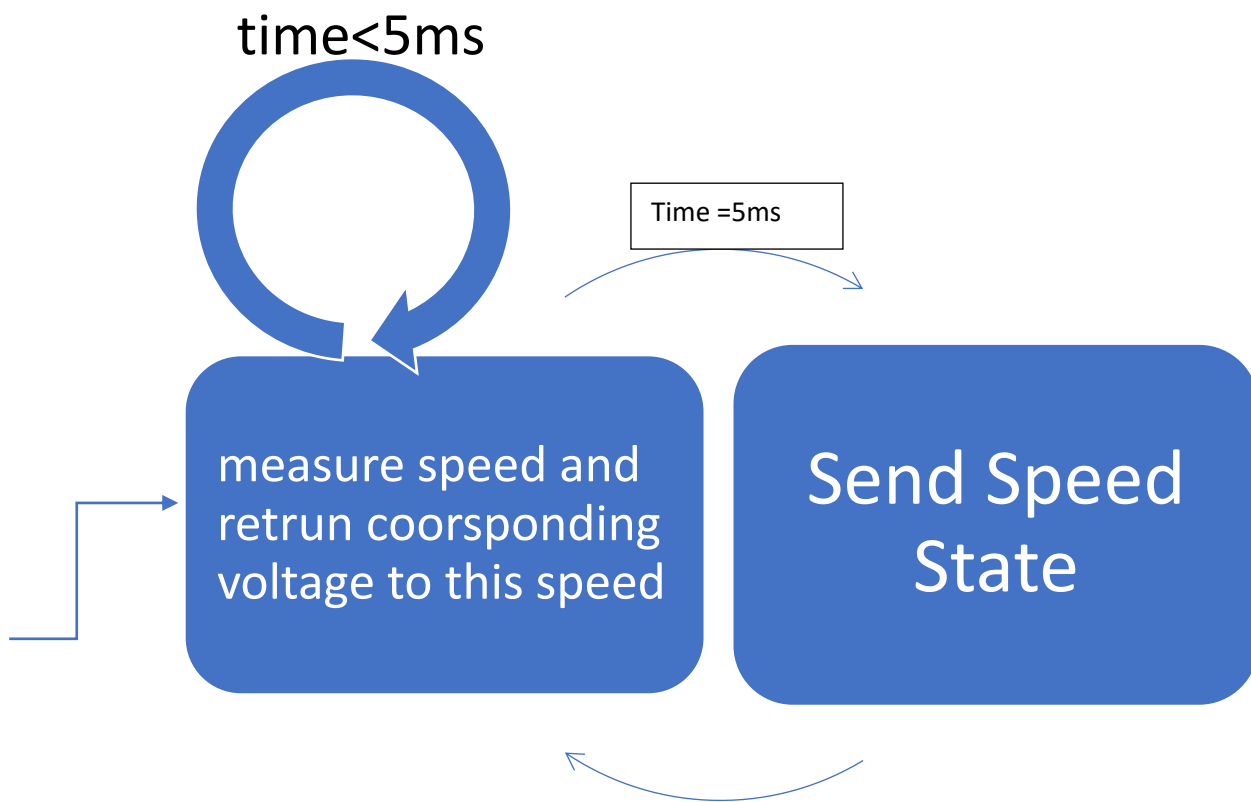 time<5ms
Time =5ms
measure speed and
retrun coorsponding
voltage to this speed
Send Speed
State